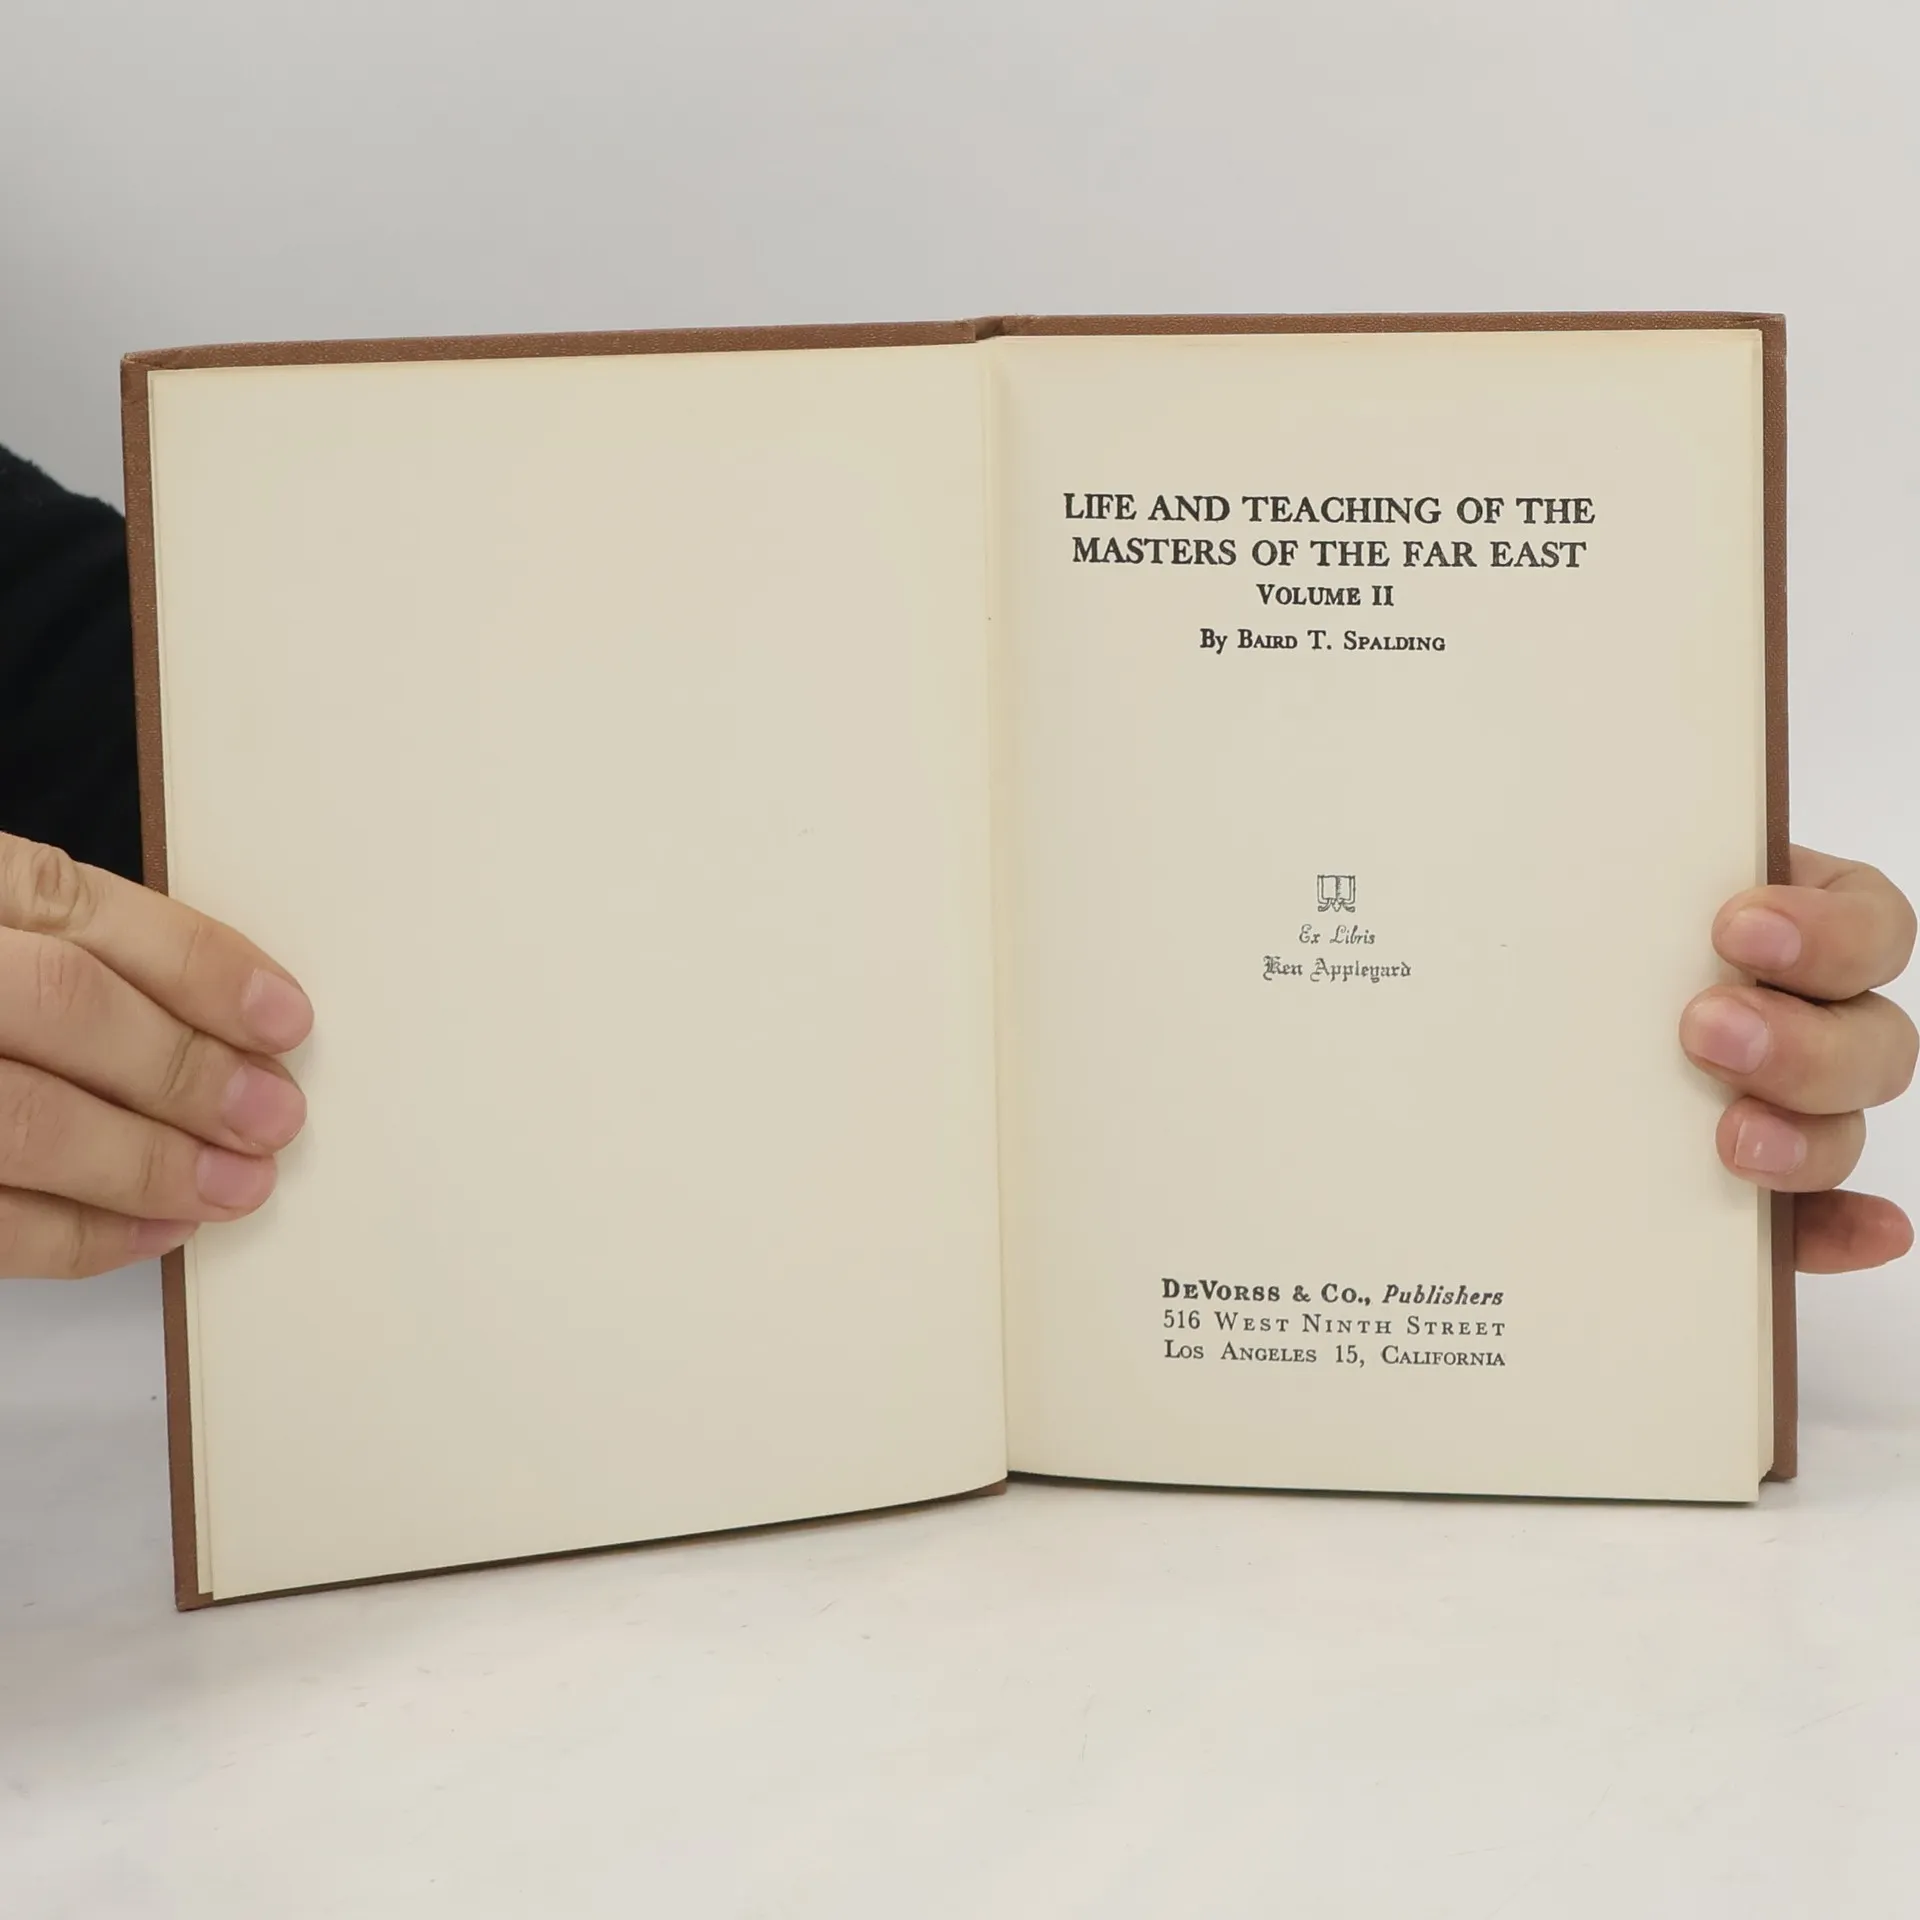 LIFE AND TEACHING OF THE
MASTERS OF THE FAR EAST
VOLUME II
By BAIRD T. SPALDING
Ex Libris
Ken Appleyard
DEVORSS & CO., Publishers
516 WEST NINTH STREET
LOS ANGELES 15, CALIFORNIA